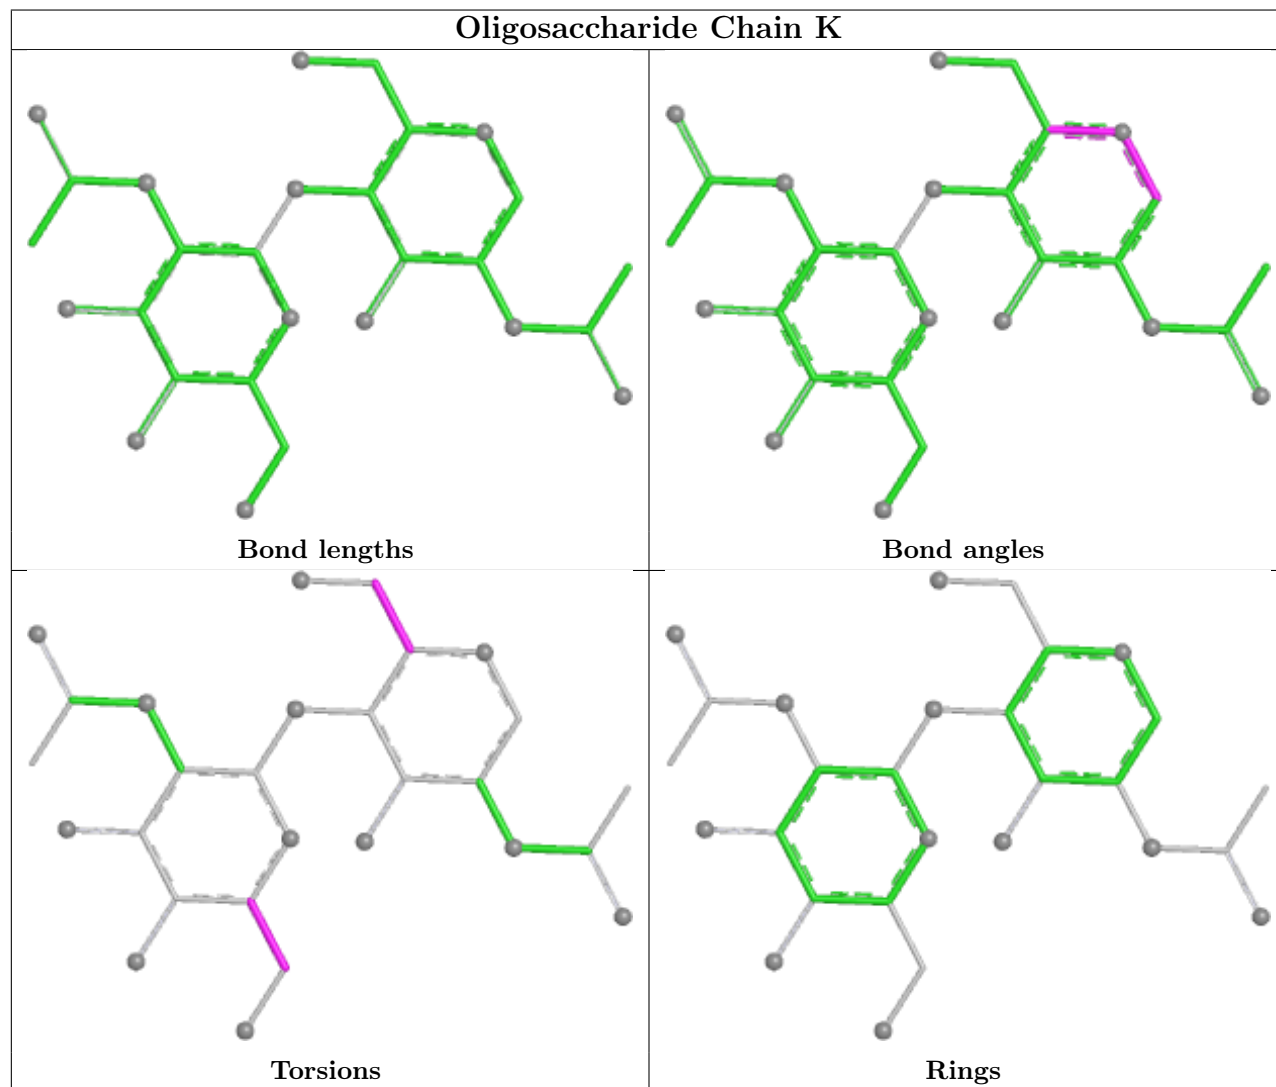 Oligosaccharide Chain K
Bond lengths
Bond angles
Torsions
Rings